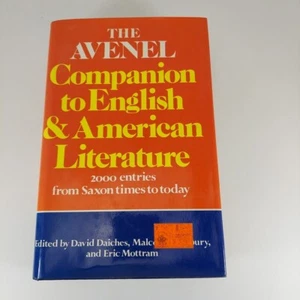 THE
AVENEL
Companion
to English
& American
Literature
2000 entries
from Saxon times to today
Edited by David Daiches,
and Eric Mottram